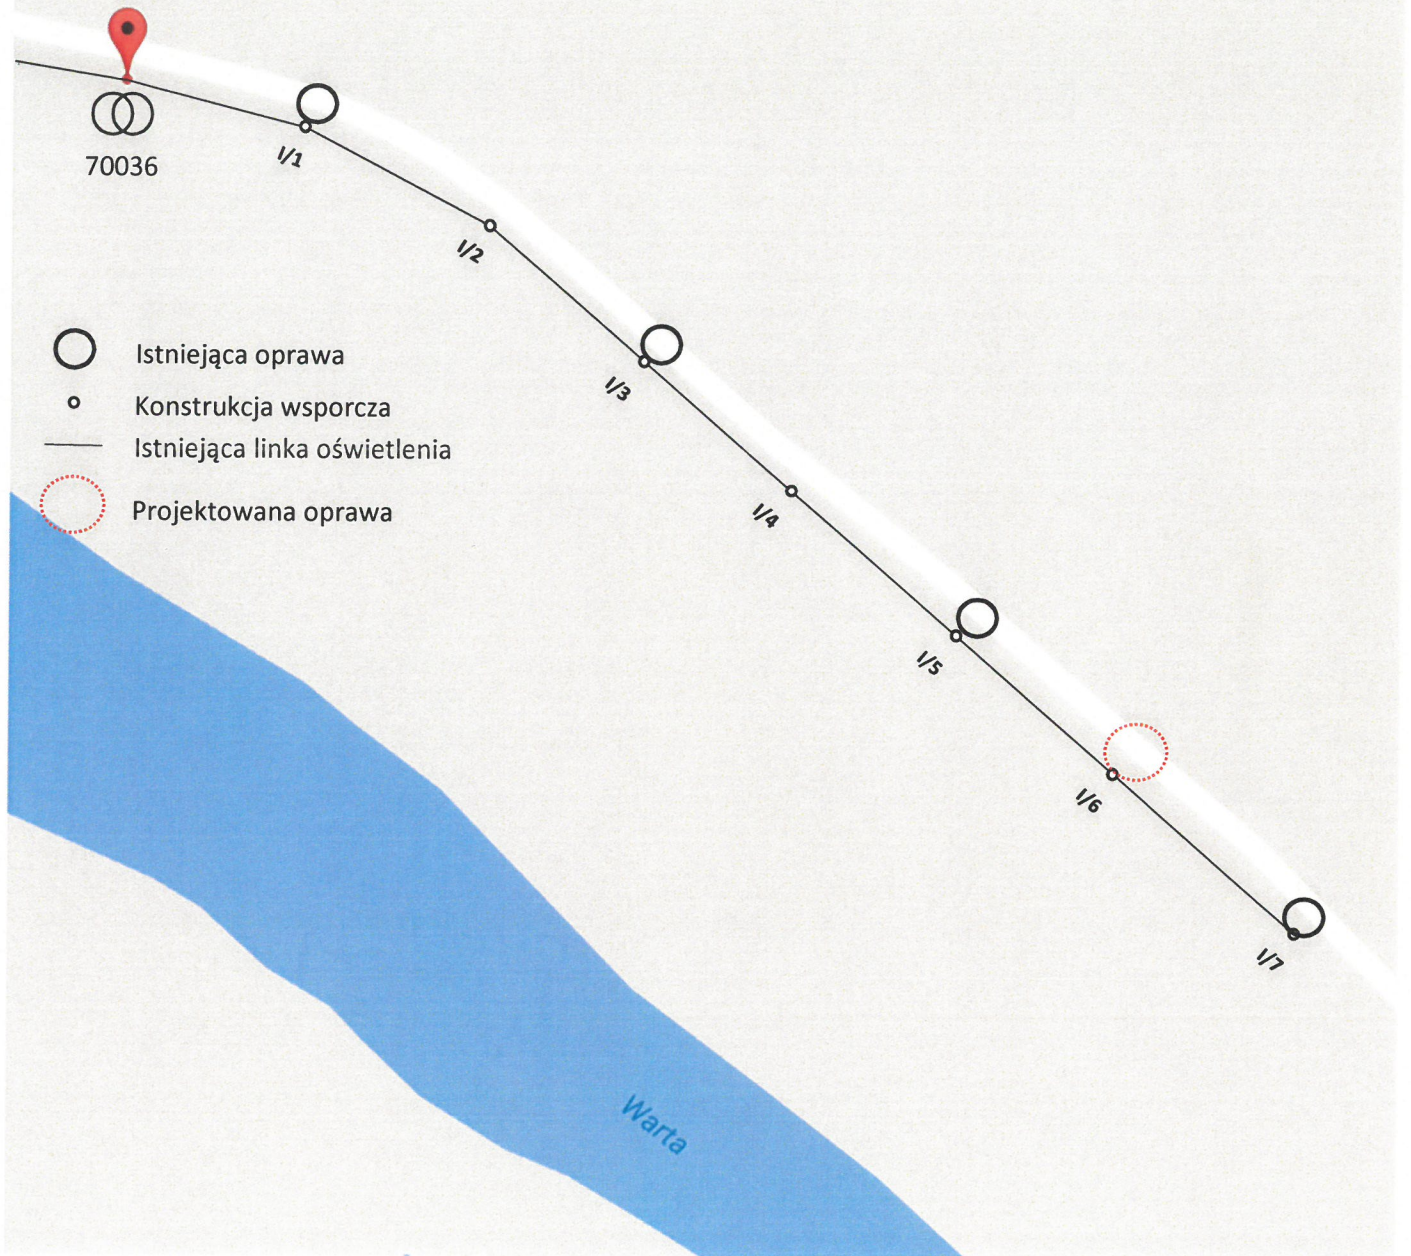 70036
I/1
I/2
Istniejąca oprawa
I/3
Konstrukcja wsporcza
Istniejąca linka oświetlenia
Projektowana oprawa
I/4
I/5
I/6
I/7
Warta